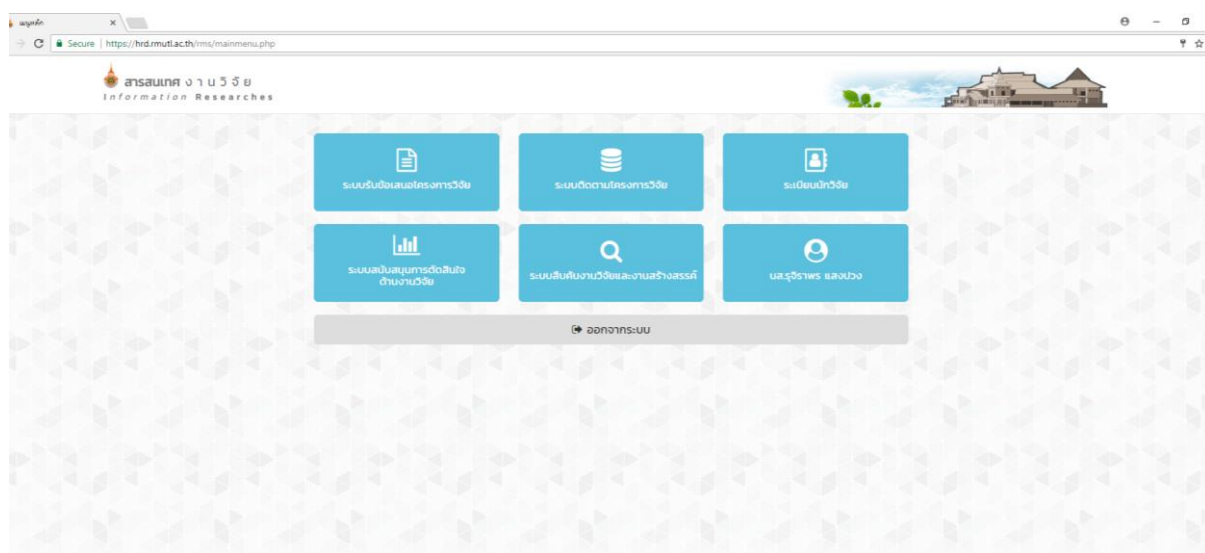 เมนูหลัก
Secure | https://hrd.rmutl.ac.th/rms/mainmenu.php
สารสนเทศ งานวิจัย
Information Researches
ระบบรับข้อเสนอโครงการวิจัย
ระบบติดตามโครงการวิจัย
ระเบียนนักวิจัย
ระบบสนับสนุนการตัดสินใจ
ด้านงานวิจัย
ระบบสืบค้นงานวิจัยและงานสร้างสรรค์
นส.รุจิราพร แสงปวง
ออกจากระบบ